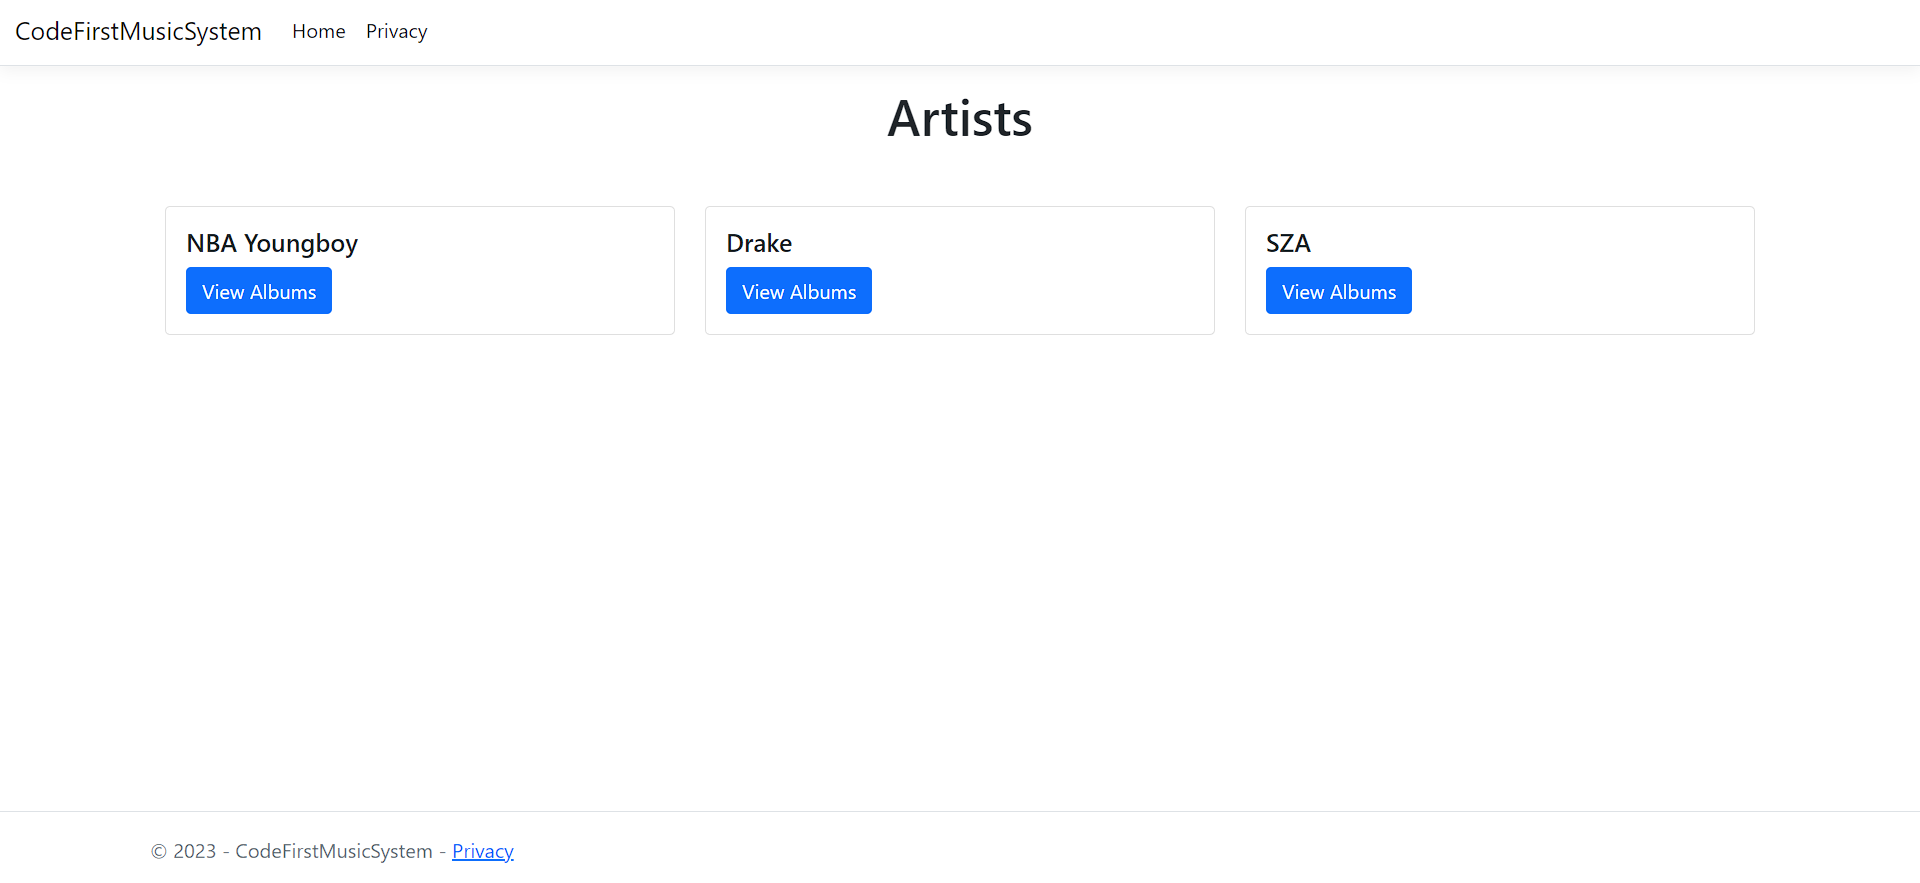 CodeFirstMusicSystem Home Privacy
Artists
NBA Youngboy
View Albums
Drake
View Albums
SZA
View Albums
© 2023 - CodeFirstMusicSystem - Privacy